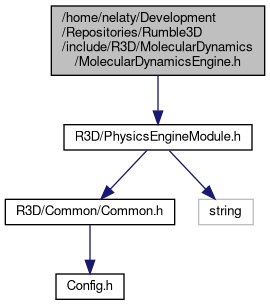 /home/nelaty/Development
/Repositories/Rumble3D
/include/R3D/MolecularDynamics
/MolecularDynamicsEngine.h
R3D/PhysicsEngineModule.h
R3D/Common/Common.h
string
Config.h